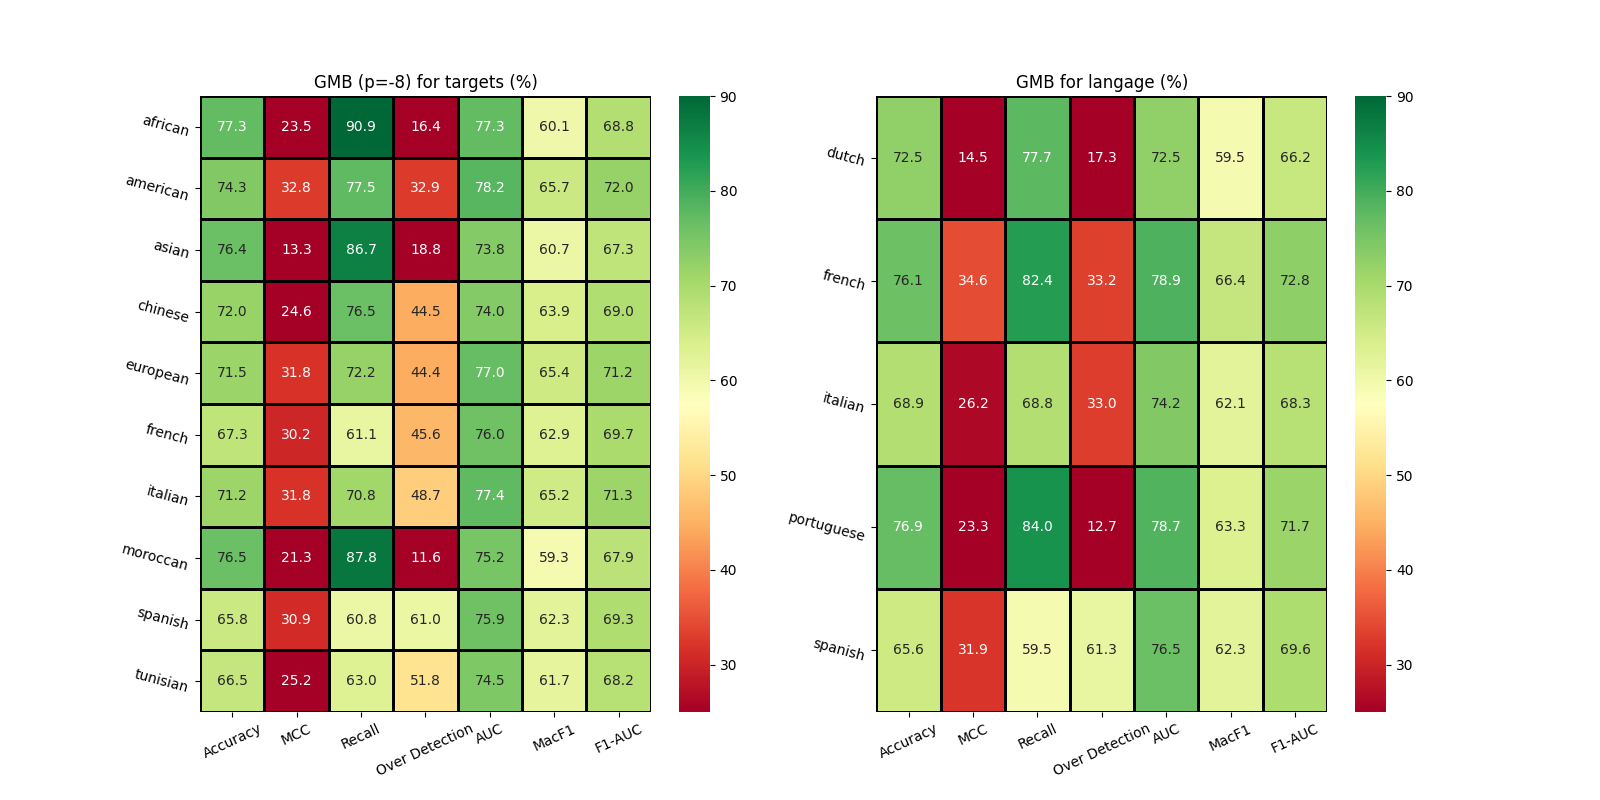 GMB (p=-8) for targets (%)
african 77.3 23.5 90.9 16.4 77.3 60.1 68.8
american 74.3 32.8 77.5 32.9 78.2 65.7 72.0
asian 76.4 13.3 86.7 18.8 73.8 60.7 67.3
chinese 72.0 24.6 76.5 44.5 74.0 63.9 69.0
european 71.5 31.8 72.2 44.4 77.0 65.4 71.2
french 67.3 30.2 61.1 45.6 76.0 62.9 69.7
italian 71.2 31.8 70.8 48.7 77.4 65.2 71.3
moroccan 76.5 21.3 87.8 11.6 75.2 59.3 67.9
spanish 65.8 30.9 60.8 61.0 75.9 62.3 69.3
tunisian 66.5 25.2 63.0 51.8 74.5 61.7 68.2
Accuracy MCC Recall Over Detection AUC MacF1 F1-AUC
90
80
70
60
50
40
30
GMB for langage (%)
dutch 72.5 14.5 77.7 17.3 72.5 59.5 66.2
french 76.1 34.6 82.4 33.2 78.9 66.4 72.8
italian 68.9 26.2 68.8 33.0 74.2 62.1 68.3
portuguese 76.9 23.3 84.0 12.7 78.7 63.3 71.7
spanish 65.6 31.9 59.5 61.3 76.5 62.3 69.6
Accuracy MCC Recall Over Detection AUC MacF1 F1-AUC
90
80
70
60
50
40
30